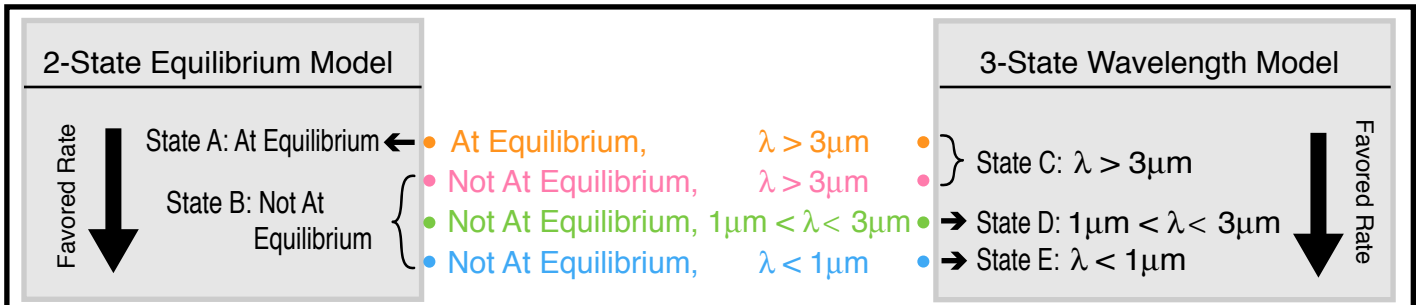 2-State Equilibrium Model
Favored Rate
State A: At Equilibrium
State B: Not At
Equilibrium
At Equilibrium, λ > 3μm
Not At Equilibrium, λ > 3μm
Not At Equilibrium, 1μm < λ < 3μm
Not At Equilibrium, λ < 1μm
3-State Wavelength Model
State C: λ > 3μm
State D: 1μm < λ < 3μm
State E: λ < 1μm
Favored Rate